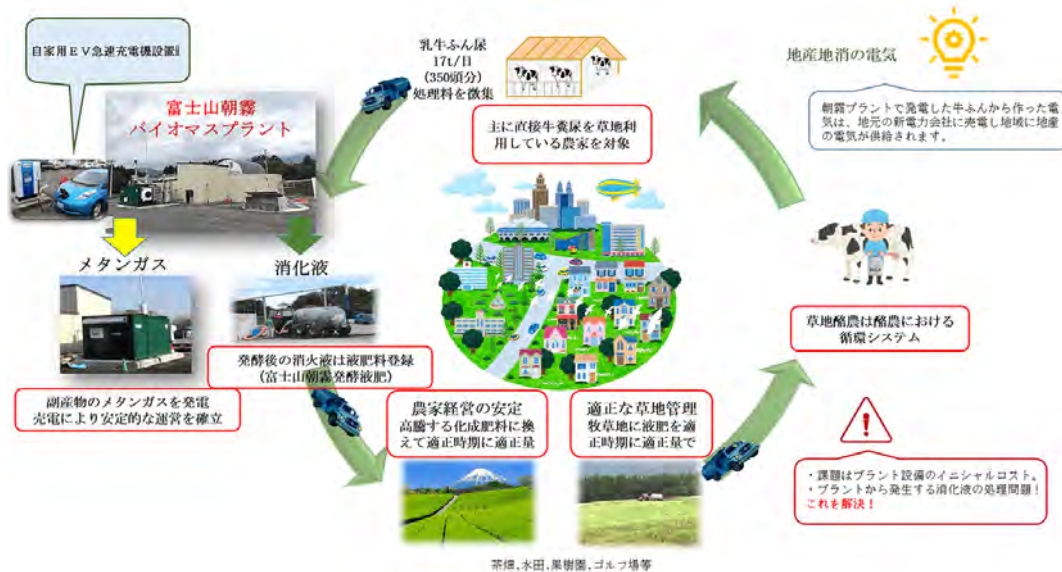 自家用EV急速充電機設置
富士山朝霧
バイオマスプラント
メタンガス
消化液
副産物のメタンガスを発電
売電により安定的な運営を確立
発酵後の消火液は液肥料登録
(富士山朝霧発酵液肥)
乳牛ふん尿
17t/日
(350頭分)
処理料を徴集
主に直接牛糞尿を草地利
用している農家を対象
農家経営の安定
高騰する化成肥料に換
えて適正時期に適正量
適正な草地管理
牧草地に液肥を適
正時期に適正量で
茶畑,水田,果樹園,ゴルフ場等
地産地消の電気
朝霧プラントで発電した牛ふんから作った電
気は、地元の新電力会社に売電し地域に地産
の電気が供給されます。
草地酪農は酪農における
循環システム
・課題はプラント設備のイニシャルコスト。
・プラントから発生する消化液の処理問題!
これを解決!